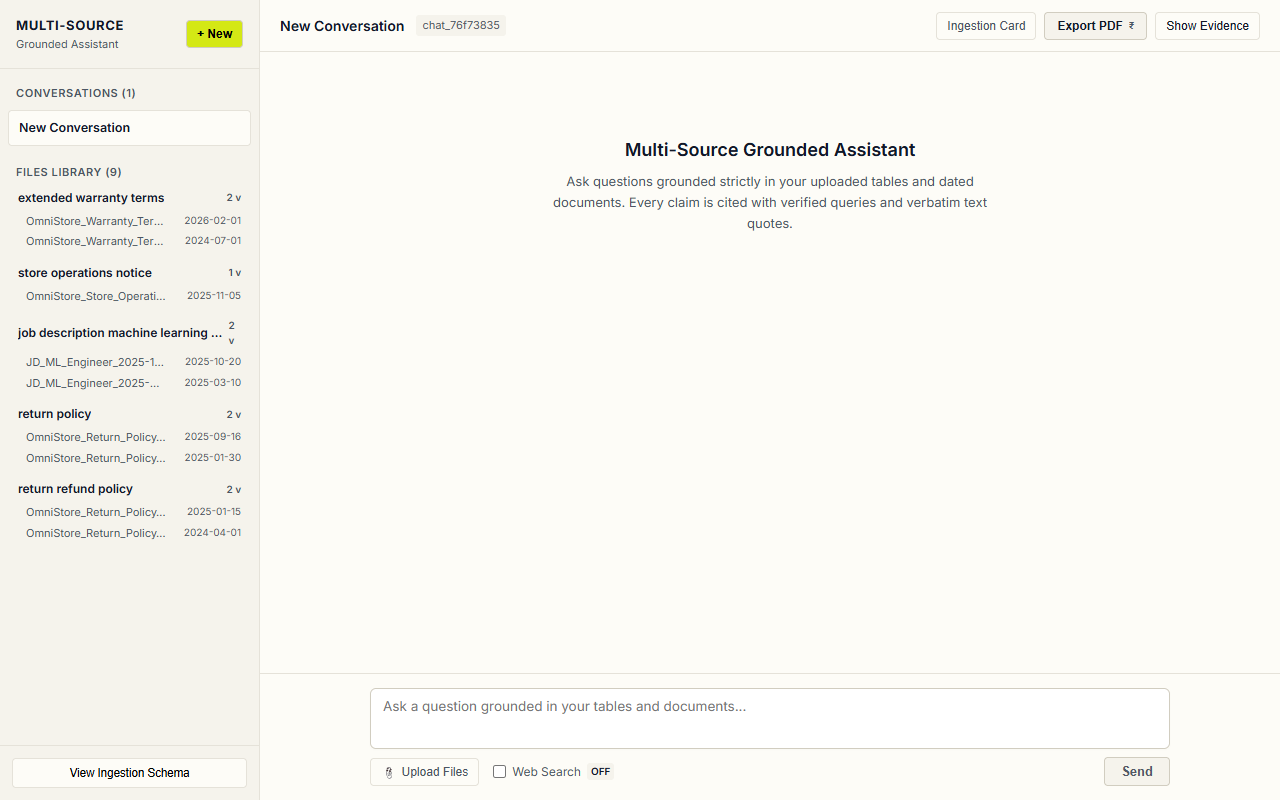 MULTI-SOURCE
Grounded Assistant
+ New
CONVERSATIONS (1)
New Conversation
FILES LIBRARY (9)
extended warranty terms 2 v
OmniStore_Warranty_Ter... 2026-02-01
OmniStore_Warranty_Ter... 2024-07-01
store operations notice 1 v
OmniStore_Store_Operati... 2025-11-05
job description machine learning ... 2 v
JD_ML_Engineer_2025-1... 2025-10-20
JD_ML_Engineer_2025-... 2025-03-10
return policy 2 v
OmniStore_Return_Policy... 2025-09-16
OmniStore_Return_Policy... 2025-01-30
return refund policy 2 v
OmniStore_Return_Policy... 2025-01-15
OmniStore_Return_Policy... 2024-04-01
View Ingestion Schema
New Conversation chat_76f73835
Ingestion Card
Export PDF
Show Evidence
Multi-Source Grounded Assistant
Ask questions grounded strictly in your uploaded tables and dated
documents. Every claim is cited with verified queries and verbatim text
quotes.
Ask a question grounded in your tables and documents...
Upload Files
Web Search OFF
Send